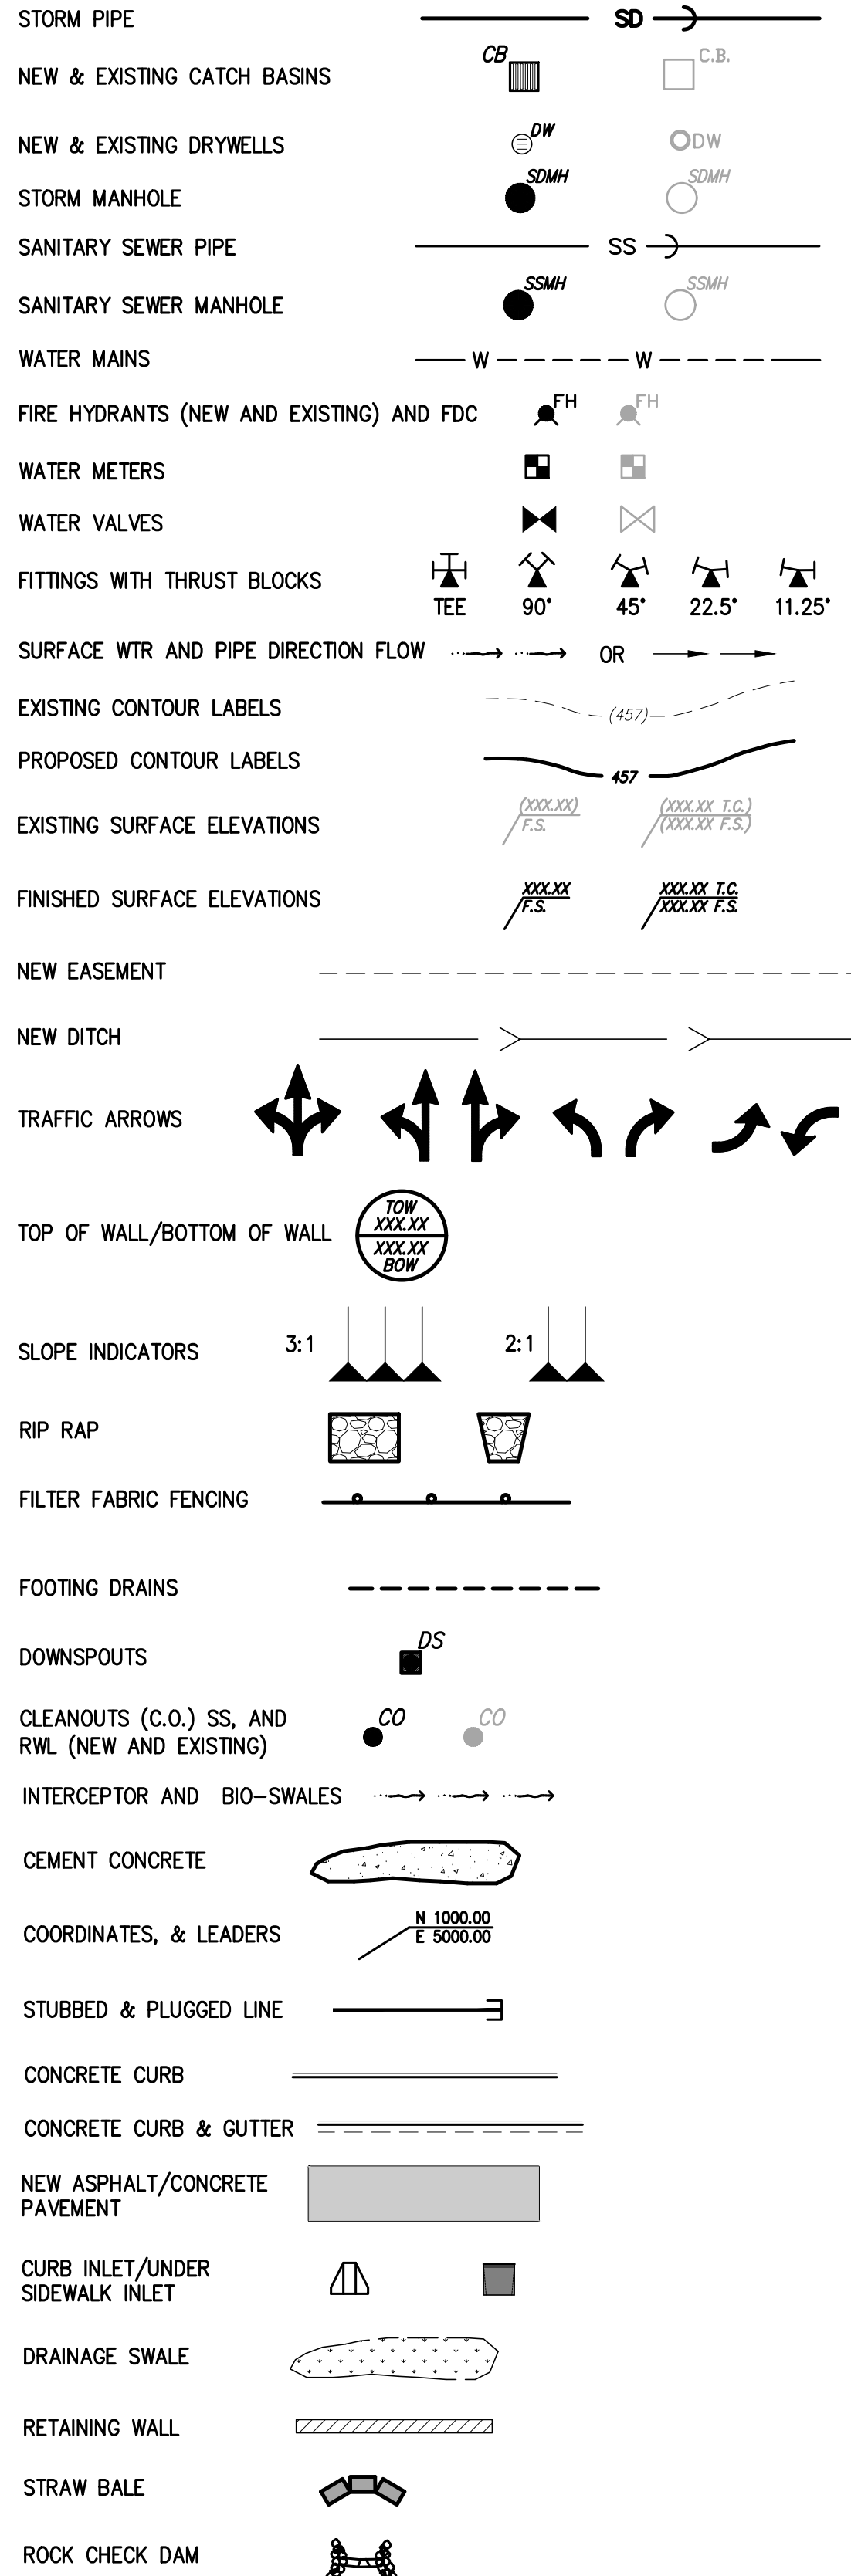 STORM PIPE SD
NEW & EXISTING CATCH BASINS CB C.B.
NEW & EXISTING DRYWELLS DW DW
STORM MANHOLE SDMH SDMH
SANITARY SEWER PIPE SS
SANITARY SEWER MANHOLE SSMH SSMH
WATER MAINS W W
FIRE HYDRANTS (NEW AND EXISTING) AND FDC FH FH
WATER METERS
WATER VALVES
FITTINGS WITH THRUST BLOCKS
TEE 90° 45° 22.5° 11.25°
SURFACE WTR AND PIPE DIRECTION FLOW OR
EXISTING CONTOUR LABELS (457)
PROPOSED CONTOUR LABELS 457
EXISTING SURFACE ELEVATIONS
(XXX.XX) (XXX.XX T.C.)
F.S. (XXX.XX F.S.)
FINISHED SURFACE ELEVATIONS
XXX.XX XXX.XX T.C.
F.S. XXX.XX F.S.
NEW EASEMENT
NEW DITCH
TRAFFIC ARROWS
TOP OF WALL/BOTTOM OF WALL
TOW
XXX.XX
XXX.XX
BOW
SLOPE INDICATORS 3:1 2:1
RIP RAP
FILTER FABRIC FENCING
FOOTING DRAINS
DOWNSPOUTS DS
CLEANOUTS (C.O.) SS, AND CO CO
RWL (NEW AND EXISTING)
INTERCEPTOR AND BIO-SWALES
CEMENT CONCRETE
COORDINATES, & LEADERS
N 1000.00
E 5000.00
STUBBED & PLUGGED LINE
CONCRETE CURB
CONCRETE CURB & GUTTER
NEW ASPHALT/CONCRETE
PAVEMENT
CURB INLET/UNDER
SIDEWALK INLET
DRAINAGE SWALE
RETAINING WALL
STRAW BALE
ROCK CHECK DAM